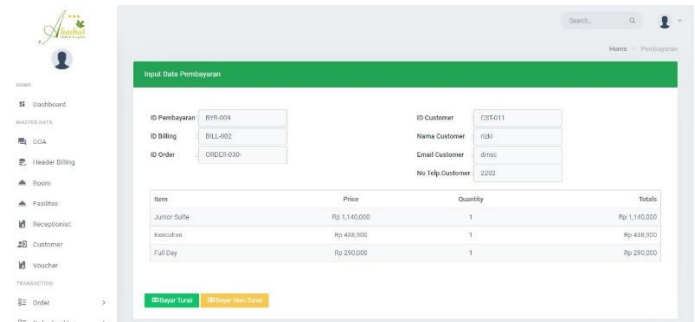 Search..
Home > Pembayaran
Input Data Pembayaran
HOME
Dashboard
MASTER DATA
COA
Header Billing
Room
Fasilitas
Receptionist
Customer
Voucher
TRANSACTION
Order
ID Pembayaran : BYR-009
ID Billing : BILL-002
ID Order : ORDER-030-
ID Customer : CST-011
Nama Customer : rizki
Email Customer : dimsc
No Telp.Customer : 2202
Item Price Quantity Totals
Junior Suite Rp 1,140,000 1 Rp 1,140,000
Executive Rp 438,900 1 Rp 438,900
Full Day Rp 290,000 1 Rp 290,000
Bayar Tunai Bayar Non Tunai